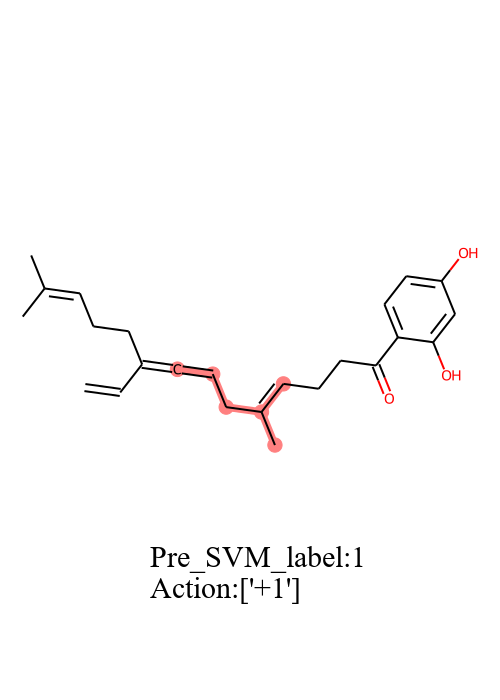 OH
C
OH
O
Pre_SVM_label:1
Action:['+1']